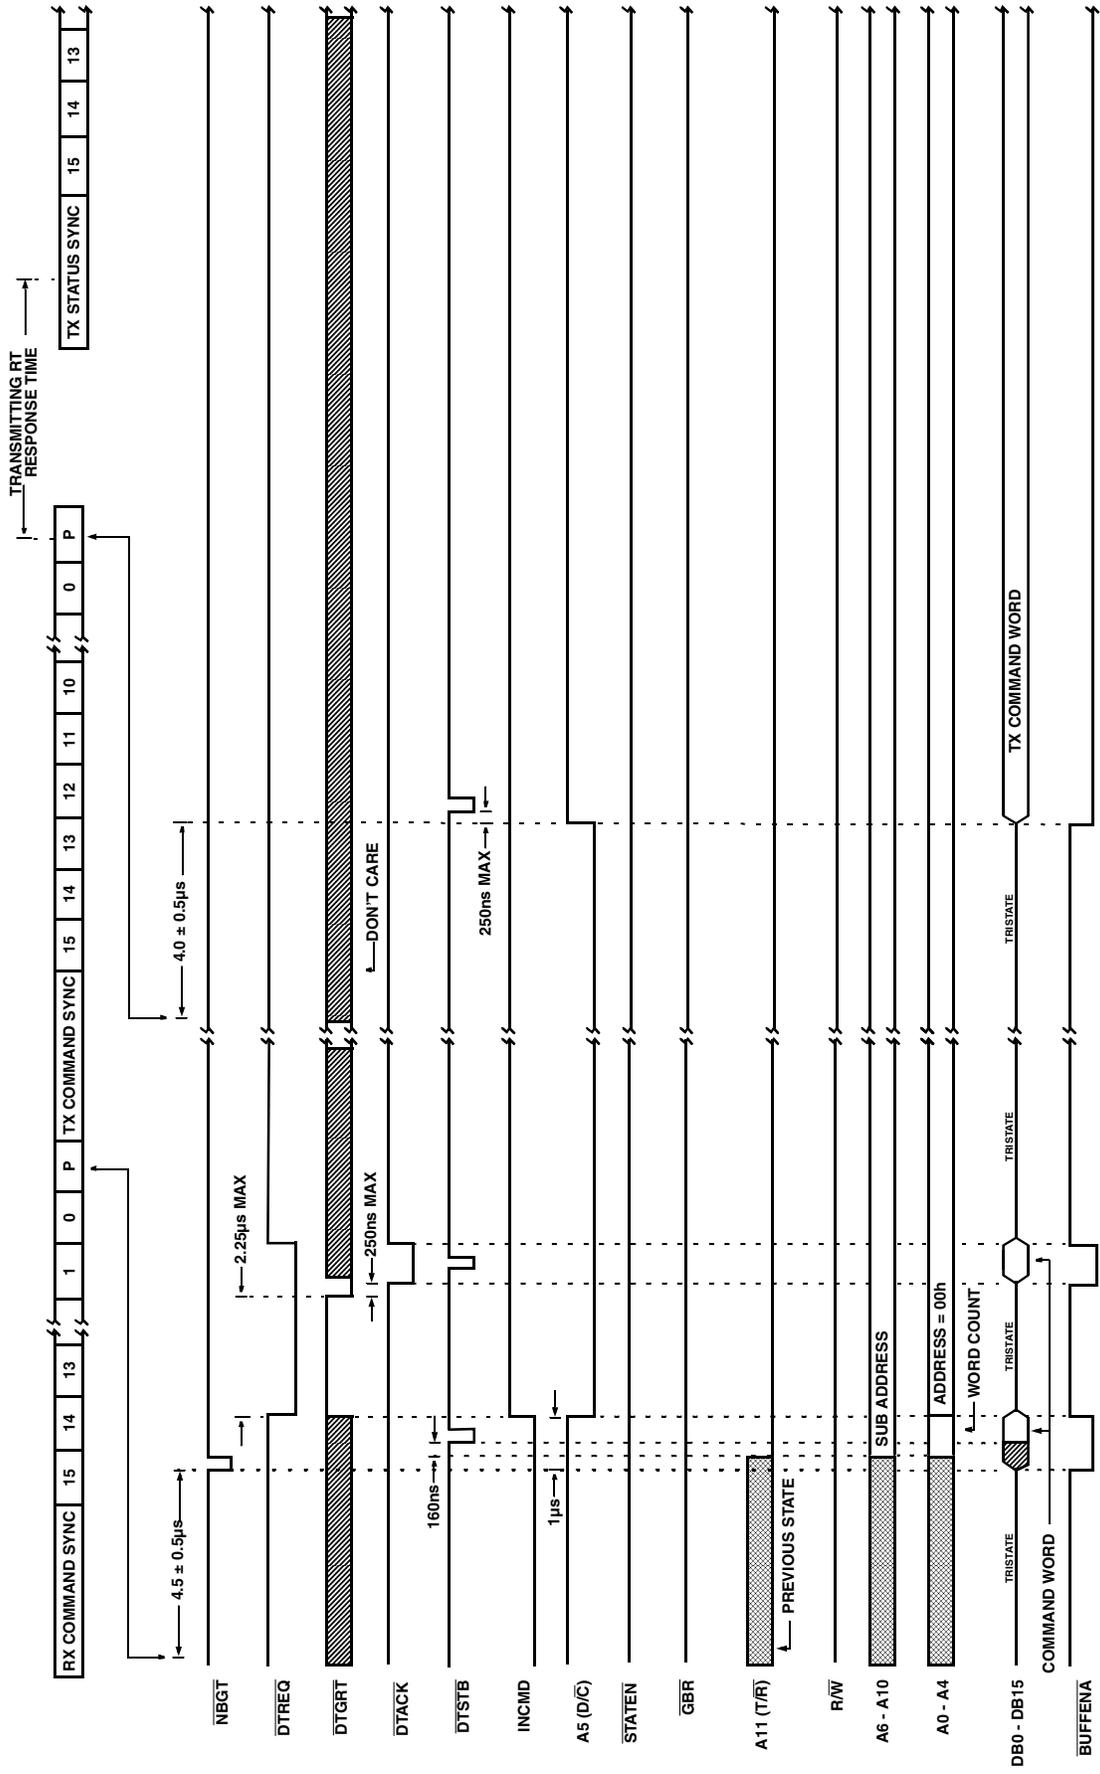 TRANSMITTING RT
RESPONSE TIME
RX COMMAND SYNC 15 14 13 1 0 P TX COMMAND SYNC 15 14 13 12 11 10 0 P
TX STATUS SYNC 15 14 13
4.5 ± 0.5µs
4.0 ± 0.5µs
NBGT
2.25µs MAX
DTREQ
DTGRT
250ns MAX
DON'T CARE
DTACK
160ns
DTSTB
250ns MAX
INCMD
1µs
A5 (D/C)
STATEN
GBR
A11 (T/R)
PREVIOUS STATE
R/W
A6 - A10
SUB ADDRESS
A0 - A4
ADDRESS = 00h
WORD COUNT
DB0 - DB15
TRISTATE
TRISTATE
TRISTATE
TRISTATE
TX COMMAND WORD
COMMAND WORD
BUFFENA